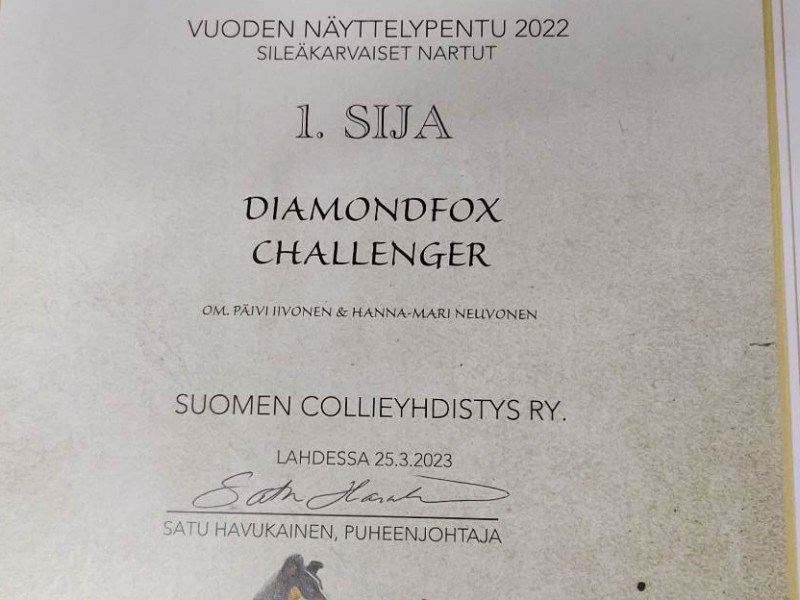 VUODEN NÄYTTELYPENTU 2022
SILEÄKARVAISET NARTUT
1. SIJA
DIAMONDFOX
CHALLENGER
OM. PÄIVI IIVONEN & HANNA-MARI NEUVONEN
SUOMEN COLLIEYHDISTYS RY.
LAHDESSA 25.3.2023
SATU HAVUKAINEN, PUHEENJOHTAJA